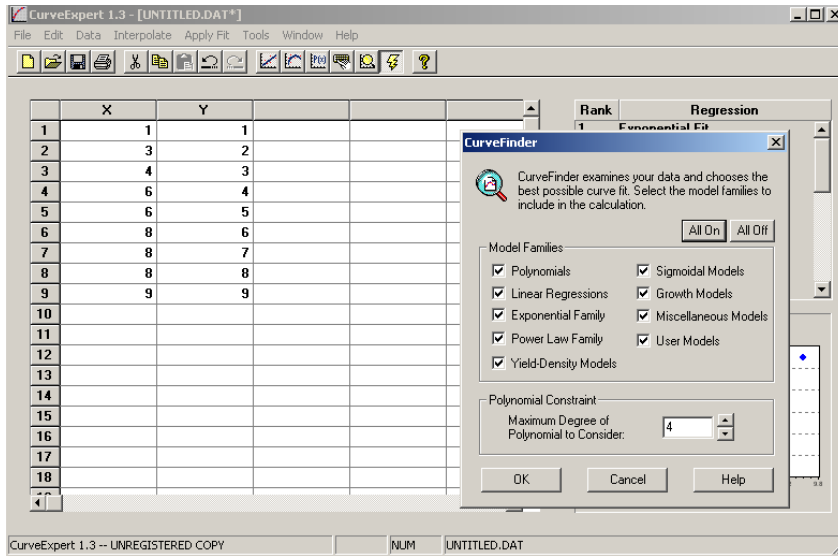 CurveExpert 1.3 - [UNTITLED.DAT*]
File Edit Data Interpolate Apply Fit Tools Window Help
X Y
1 1 1
2 3 2
3 4 3
4 6 4
5 6 5
6 8 6
7 8 7
8 8 8
9 9 9
10
11
12
13
14
15
16
17
18
Rank Regression
1 Exponential Fit
CurveFinder
CurveFinder examines your data and chooses the
best possible curve fit. Select the model families to
include in the calculation.
All On All Off
Model Families
Polynomials
Linear Regressions
Exponential Family
Power Law Family
Yield-Density Models
Sigmoidal Models
Growth Models
Miscellaneous Models
User Models
Polynomial Constraint
Maximum Degree of
Polynomial to Consider:
4
OK Cancel Help
9.8
CurveExpert 1.3 -- UNREGISTERED COPY NUM UNTITLED.DAT